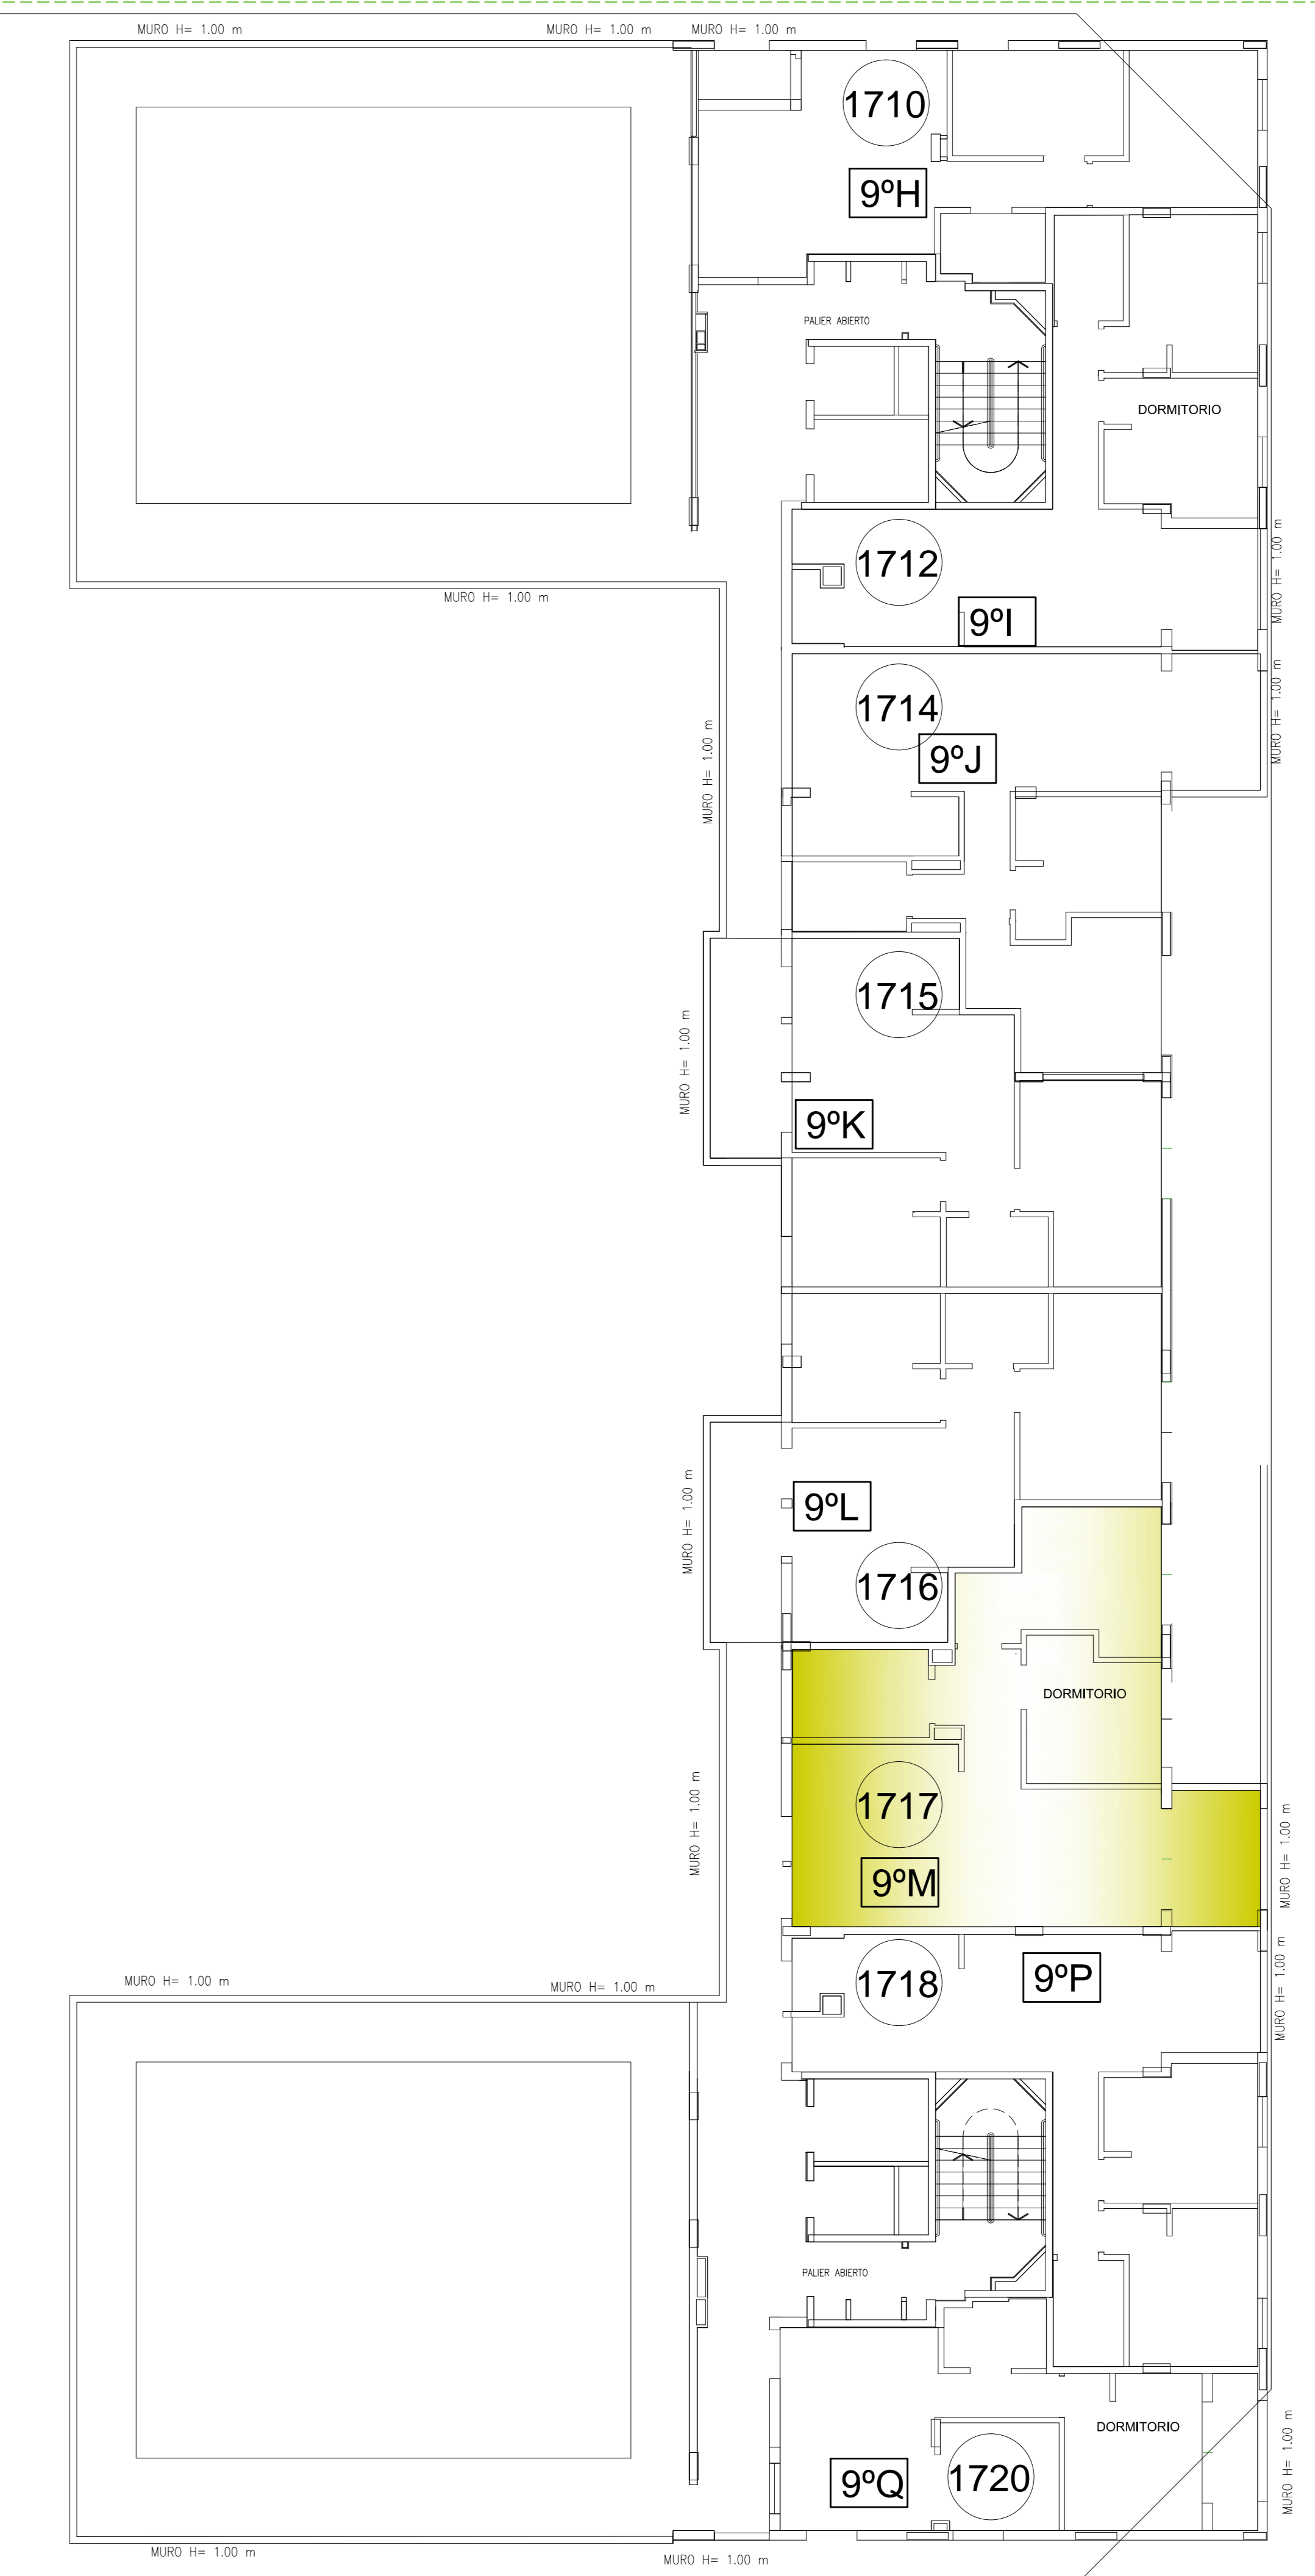 MURO H= 1.00 m
MURO H= 1.00 m
MURO H= 1.00 m
1710
9ºH
PALIER ABIERTO
DORMITORIO
1712
MURO H= 1.00 m
MURO H= 1.00 m
9ºI
MURO H= 1.00 m
1714
MURO H= 1.00 m
9ºJ
1715
MURO H= 1.00 m
9ºK
MURO H= 1.00 m
9ºL
1716
DORMITORIO
1717
MURO H= 1.00 m
MURO H= 1.00 m
9ºM
MURO H= 1.00 m
MURO H= 1.00 m
1718
9ºP
MURO H= 1.00 m
PALIER ABIERTO
DORMITORIO
MURO H= 1.00 m
9ºQ
1720
MURO H= 1.00 m
MURO H= 1.00 m